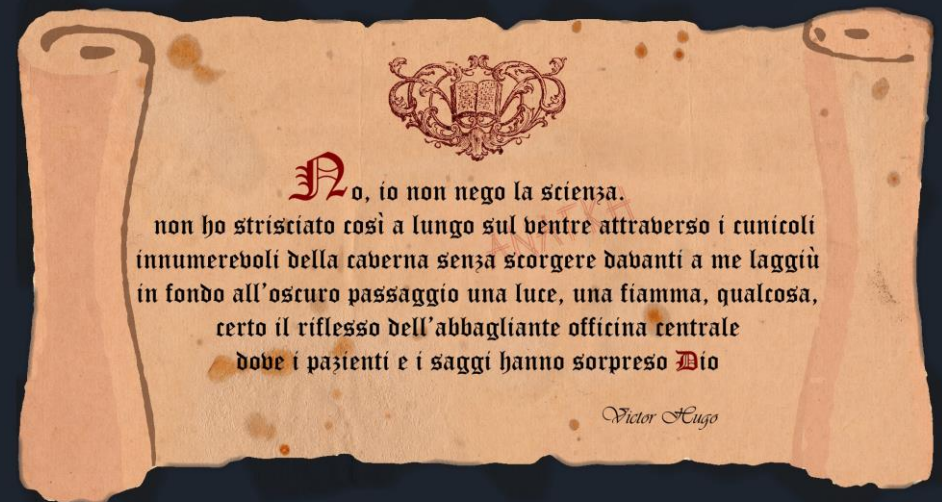 No, io non nego la scienza.
non ho strisciato così a lungo sul ventre attraverso i cunicoli
innumerevoli della caverna senza scorgere davanti a me laggiù
in fondo all'oscuro passaggio una luce, una fiamma, qualcosa,
certo il riflesso dell'abbagliante officina centrale
dove i pazienti e i saggi hanno sorpreso Dio
Victor Hugo